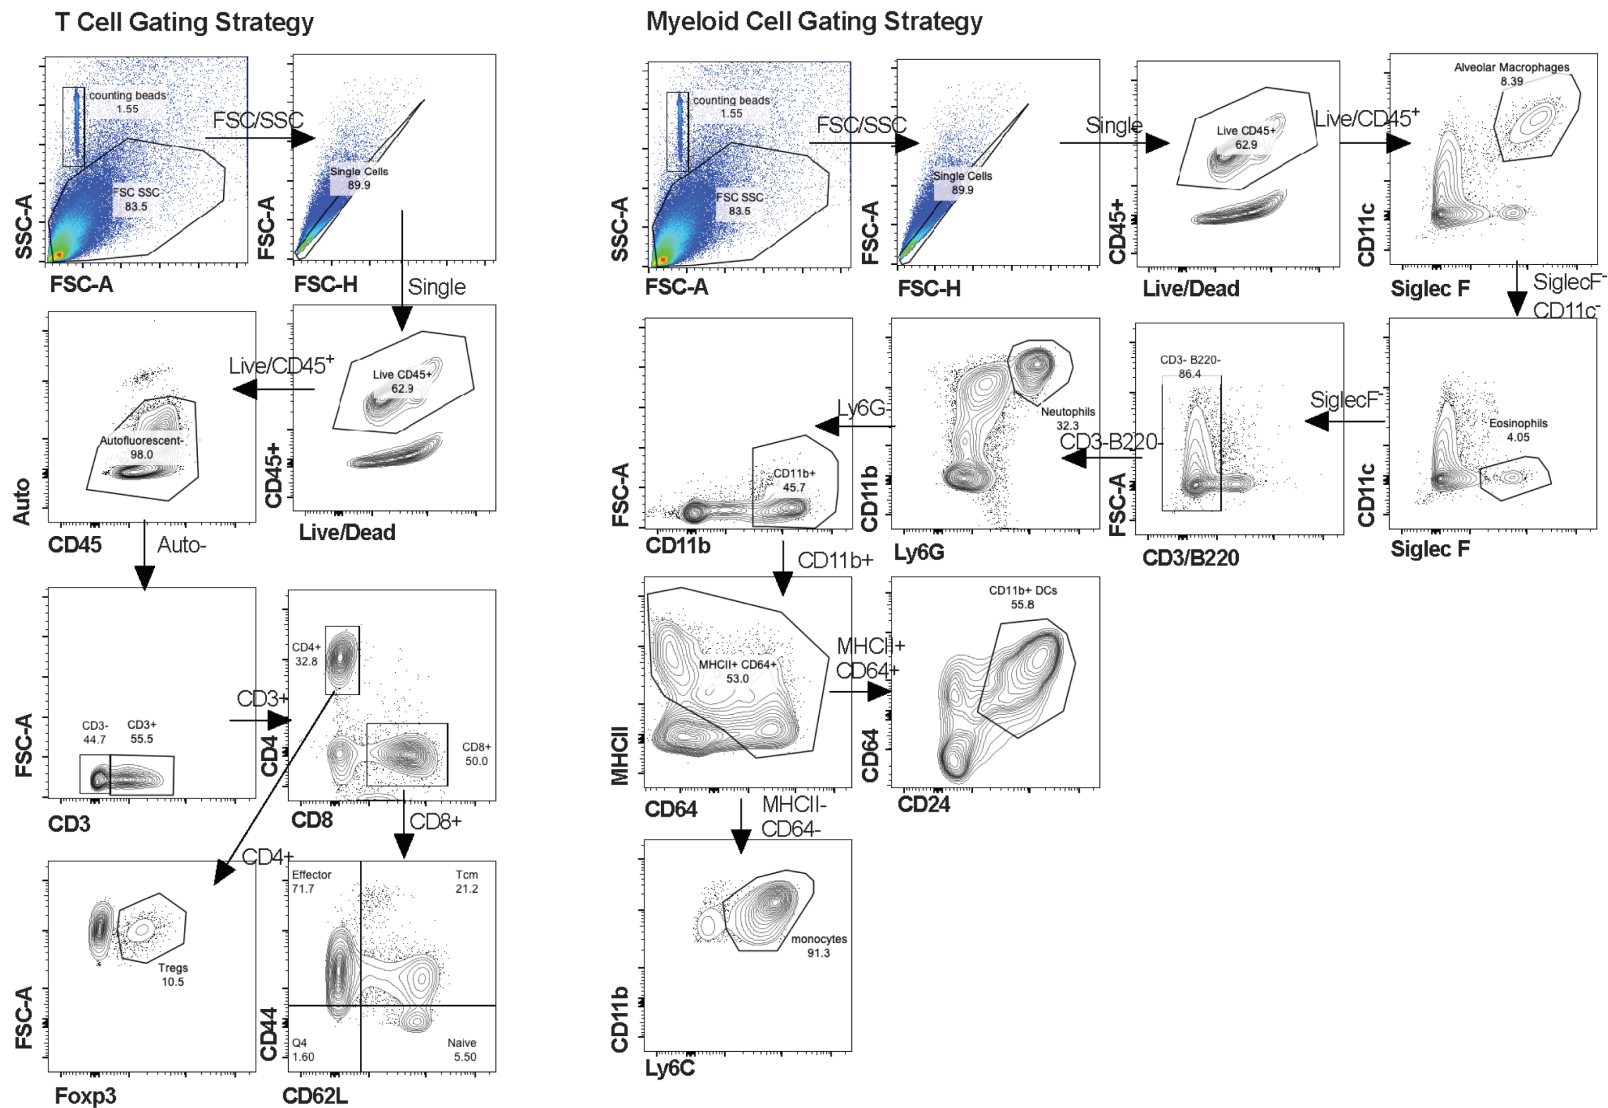 T Cell Gating Strategy
counting beads
1.55
FSC SSC
83.5
SSC-A
FSC-A
FSC/SSC
Single Cells
89.9
FSC-A
FSC-H
Single
Live CD45+
62.9
CD45+
Live/Dead
Live/CD45+
Autofluorescent-
98.0
Auto
CD45
Auto-
CD3-
44.7
CD3+
55.5
FSC-A
CD3
CD3+
CD4+
32.8
CD8+
50.0
CD4
CD8
CD4+
CD8+
Tregs
10.5
FSC-A
Foxp3
Effector
71.7
Tcm
21.2
Q4
1.60
Naive
5.50
CD44
CD62L
Myeloid Cell Gating Strategy
counting beads
1.55
FSC SSC
83.5
SSC-A
FSC-A
FSC/SSC
Single Cells
89.9
FSC-A
FSC-H
Single
Live CD45+
62.9
CD45+
Live/Dead
Live/CD45+
Alveolar Macrophages
8.39
CD11c
Siglec F
SiglecF-
CD11c-
Eosinophils
4.05
CD11c
Siglec F
SiglecF-
CD3- B220-
86.4
FSC-A
CD3/B220
CD3-B220-
Neutophils
32.3
CD11b
Ly6G
Ly6G-
CD11b+
45.7
FSC-A
CD11b
CD11b+
MHCII+ CD64+
53.0
MHCII
CD64
MHCII+
CD64+
CD11b+ DCs
55.8
CD64
CD24
MHCII-
CD64-
monocytes
91.3
CD11b
Ly6C